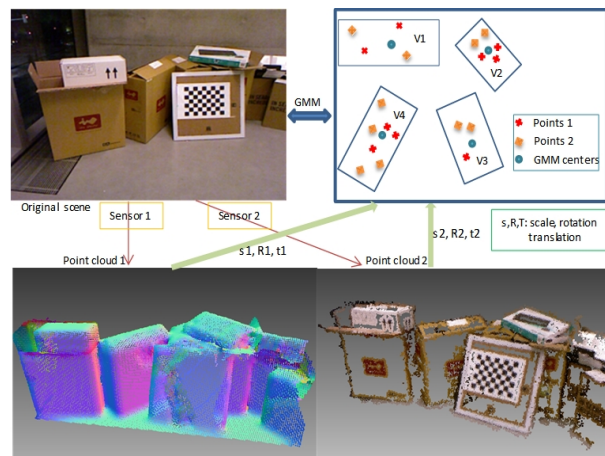 V1
V2
GMM
V4
V3
Points 1
Points 2
GMM centers
Original scene
Sensor 1
Sensor 2
s1, R1, t1
s2, R2, t2
s,R,T: scale, rotation
translation
Point cloud 1
Point cloud 2